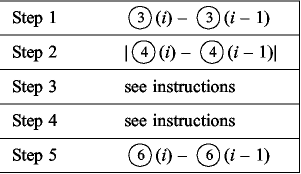 Step 1 ③(i) − ③(i − 1)
Step 2 |④(i) − ④(i − 1)|
Step 3 see instructions
Step 4 see instructions
Step 5 ⑥(i) − ⑥(i − 1)